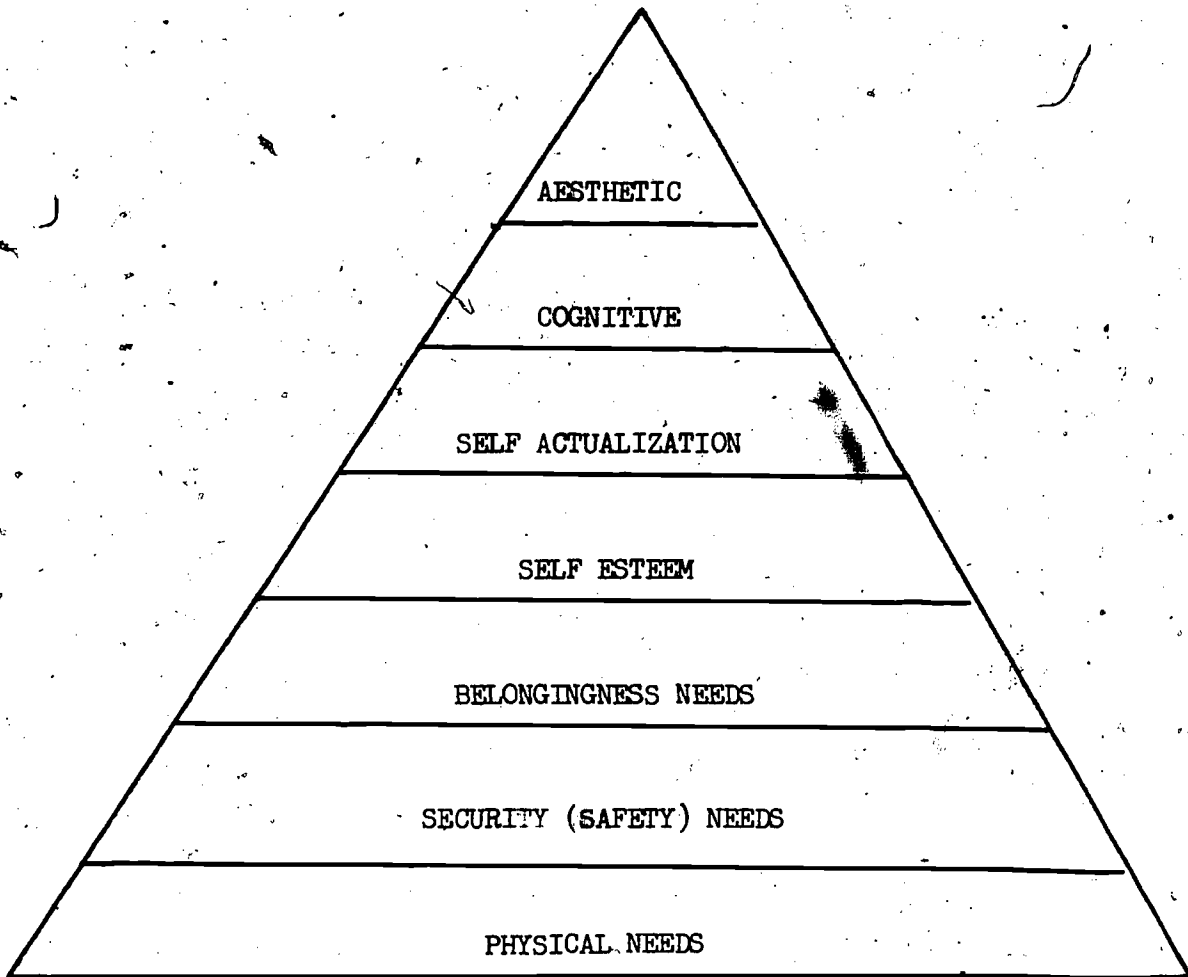 AESTHETIC
COGNITIVE
SELF ACTUALIZATION
SELF ESTEEM
BELONGINGNESS NEEDS
SECURITY (SAFETY) NEEDS
PHYSICAL NEEDS